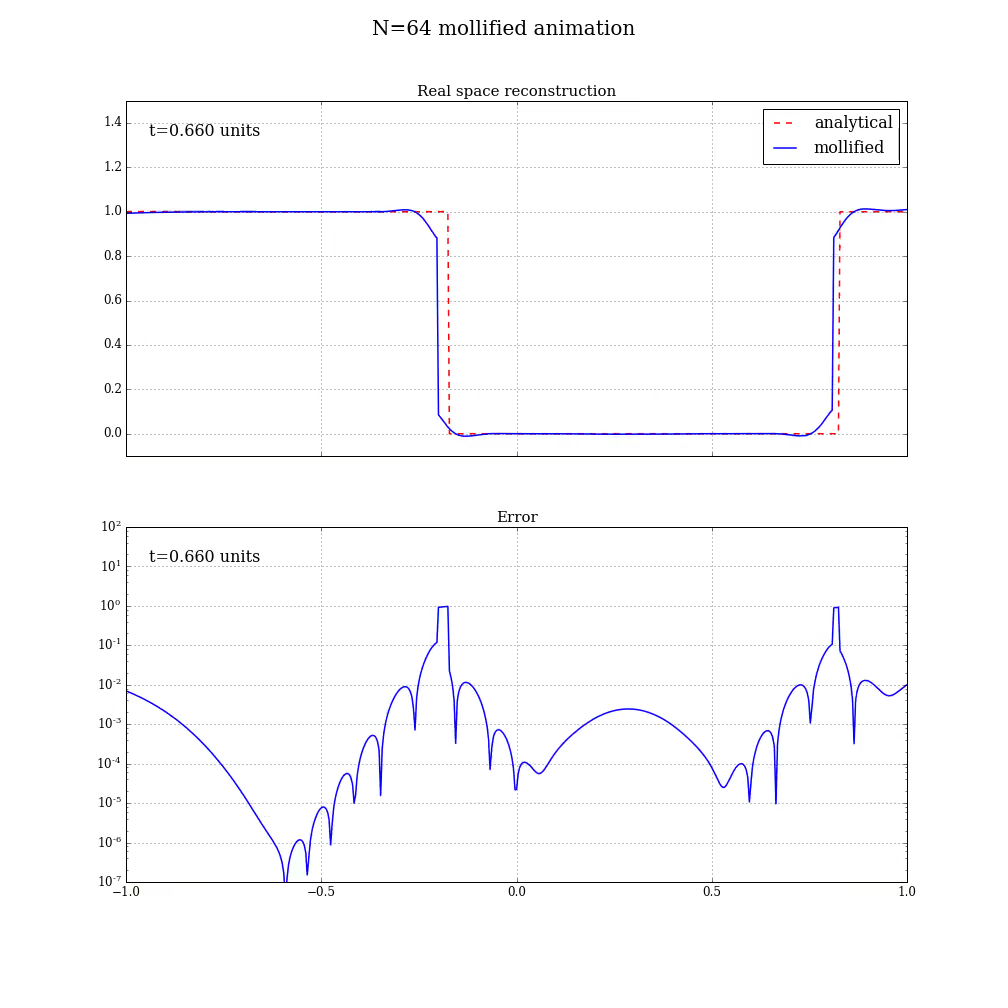 N=64 mollified animation
Real space reconstruction
t=0.660 units
analytical
mollified
1.4
1.2
1.0
0.8
0.6
0.4
0.2
0.0
Error
t=0.660 units
10²
10¹
10⁰
10⁻¹
10⁻²
10⁻³
10⁻⁴
10⁻⁵
10⁻⁶
10⁻⁷
−1.0 −0.5 0.0 0.5 1.0